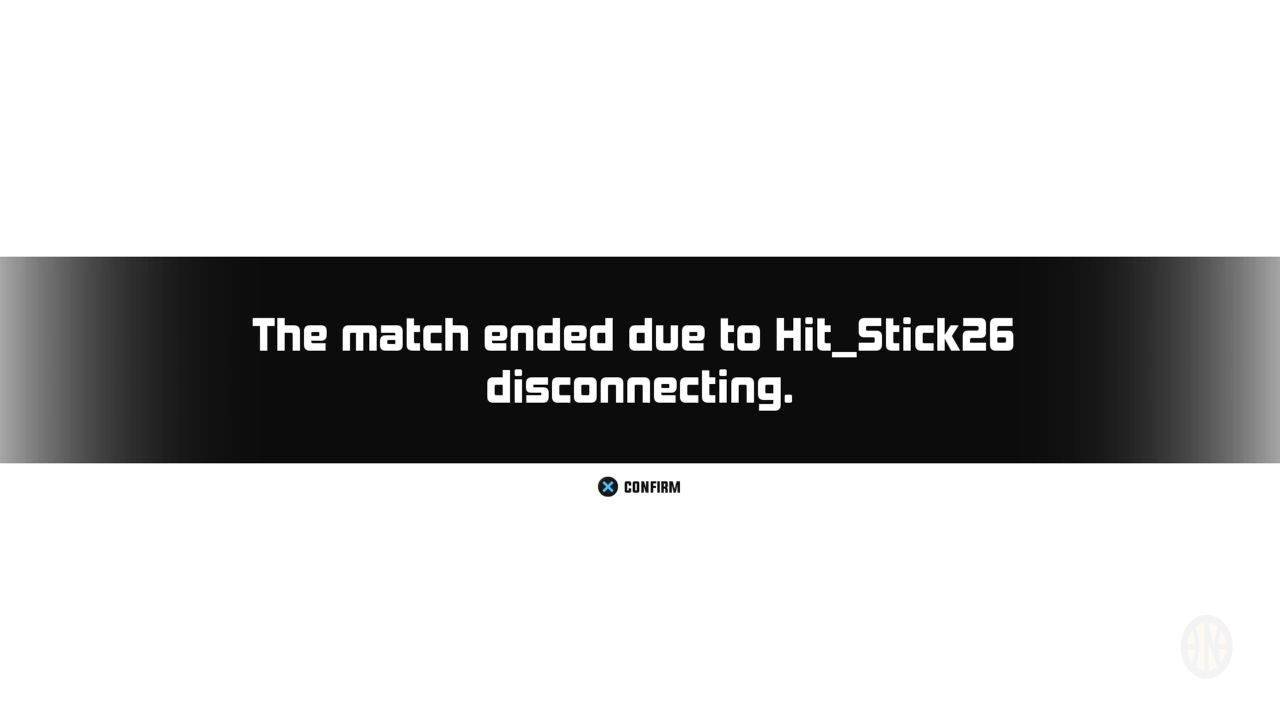 The match ended due to Hit_Stick26
disconnecting.
CONFIRM